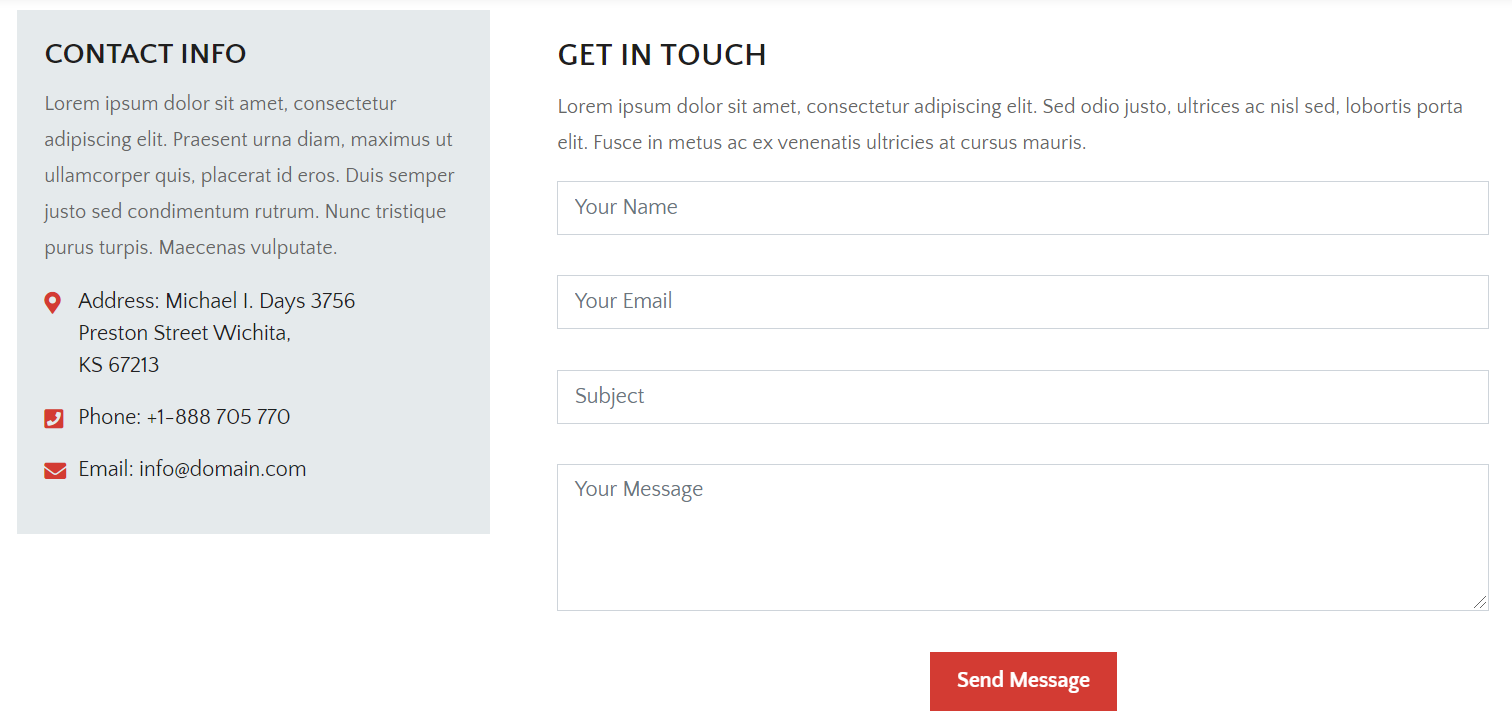 CONTACT INFO
Lorem ipsum dolor sit amet, consectetur
adipiscing elit. Praesent urna diam, maximus ut
ullamcorper quis, placerat id eros. Duis semper
justo sed condimentum rutrum. Nunc tristique
purus turpis. Maecenas vulputate.
Address: Michael I. Days 3756
Preston Street Wichita,
KS 67213
Phone: +1-888 705 770
Email: info@domain.com
GET IN TOUCH
Lorem ipsum dolor sit amet, consectetur adipiscing elit. Sed odio justo, ultrices ac nisl sed, lobortis porta
elit. Fusce in metus ac ex venenatis ultricies at cursus mauris.
Your Name
Your Email
Subject
Your Message
Send Message